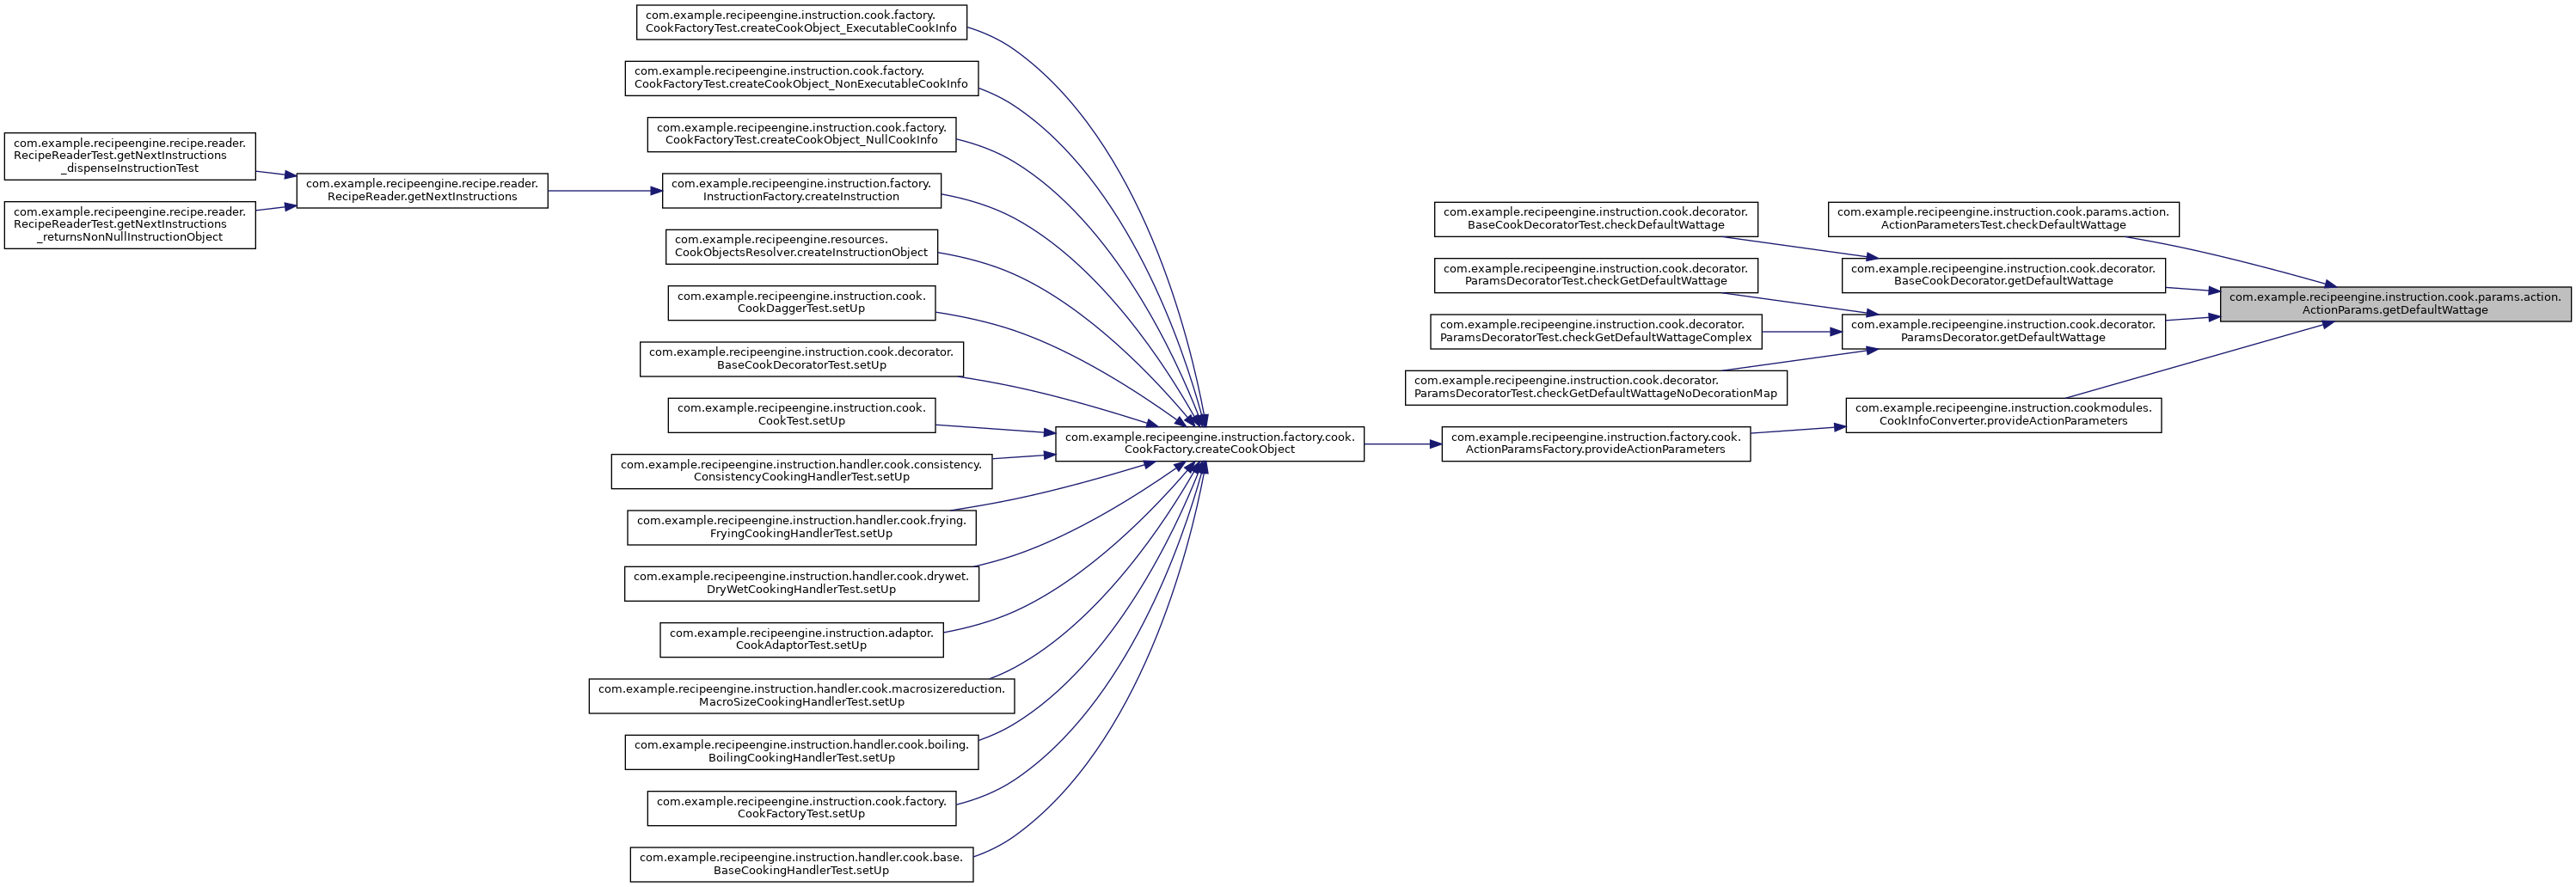 com.example.recipeengine.instruction.cook.factory.
CookFactoryTest.createCookObject_ExecutableCookInfo
com.example.recipeengine.instruction.cook.factory.
CookFactoryTest.createCookObject_NonExecutableCookInfo
com.example.recipeengine.instruction.cook.factory.
CookFactoryTest.createCookObject_NullCookInfo
com.example.recipeengine.recipe.reader.
RecipeReaderTest.getNextInstructions
_dispenseInstructionTest
com.example.recipeengine.recipe.reader.
RecipeReaderTest.getNextInstructions
_returnsNonNullInstructionObject
com.example.recipeengine.recipe.reader.
RecipeReader.getNextInstructions
com.example.recipeengine.instruction.factory.
InstructionFactory.createInstruction
com.example.recipeengine.resources.
CookObjectsResolver.createInstructionObject
com.example.recipeengine.instruction.cook.
CookDaggerTest.setUp
com.example.recipeengine.instruction.cook.decorator.
BaseCookDecoratorTest.setUp
com.example.recipeengine.instruction.cook.
CookTest.setUp
com.example.recipeengine.instruction.handler.cook.consistency.
ConsistencyCookingHandlerTest.setUp
com.example.recipeengine.instruction.handler.cook.frying.
FryingCookingHandlerTest.setUp
com.example.recipeengine.instruction.handler.cook.drywet.
DryWetCookingHandlerTest.setUp
com.example.recipeengine.instruction.adaptor.
CookAdaptorTest.setUp
com.example.recipeengine.instruction.handler.cook.macrosizereduction.
MacroSizeCookingHandlerTest.setUp
com.example.recipeengine.instruction.handler.cook.boiling.
BoilingCookingHandlerTest.setUp
com.example.recipeengine.instruction.cook.factory.
CookFactoryTest.setUp
com.example.recipeengine.instruction.handler.cook.base.
BaseCookingHandlerTest.setUp
com.example.recipeengine.instruction.factory.cook.
CookFactory.createCookObject
com.example.recipeengine.instruction.cook.decorator.
BaseCookDecoratorTest.checkDefaultWattage
com.example.recipeengine.instruction.cook.decorator.
ParamsDecoratorTest.checkGetDefaultWattage
com.example.recipeengine.instruction.cook.decorator.
ParamsDecoratorTest.checkGetDefaultWattageComplex
com.example.recipeengine.instruction.cook.decorator.
ParamsDecoratorTest.checkGetDefaultWattageNoDecorationMap
com.example.recipeengine.instruction.factory.cook.
ActionParamsFactory.provideActionParameters
com.example.recipeengine.instruction.cook.params.action.
ActionParametersTest.checkDefaultWattage
com.example.recipeengine.instruction.cook.decorator.
BaseCookDecorator.getDefaultWattage
com.example.recipeengine.instruction.cook.decorator.
ParamsDecorator.getDefaultWattage
com.example.recipeengine.instruction.cookmodules.
CookInfoConverter.provideActionParameters
com.example.recipeengine.instruction.cook.params.action.
ActionParams.getDefaultWattage